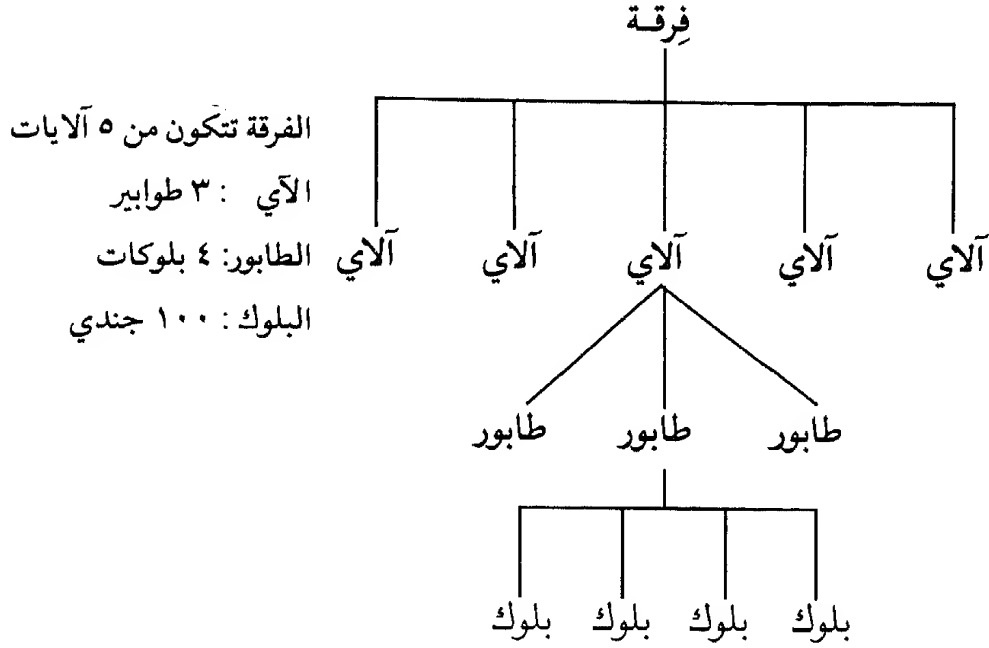 فِرقـة
الفرقة تتكون من ٥ آلايات
الآي : ٣ طوابير
الطابور: ٤ بلوكات
البلوك: ١٠٠ جندي
آلاي آلاي آلاي آلاي آلاي
طابور طابور طابور
بلوك بلوك بلوك بلوك